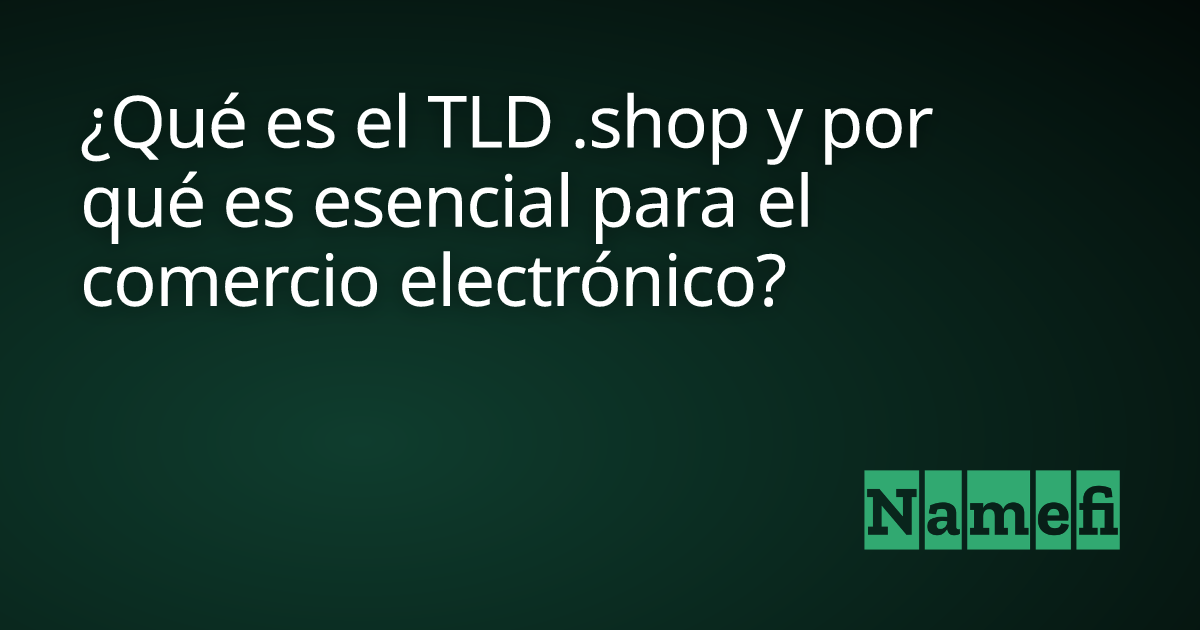 ¿Qué es el TLD .shop y por
qué es esencial para el
comercio electrónico?
Namefi